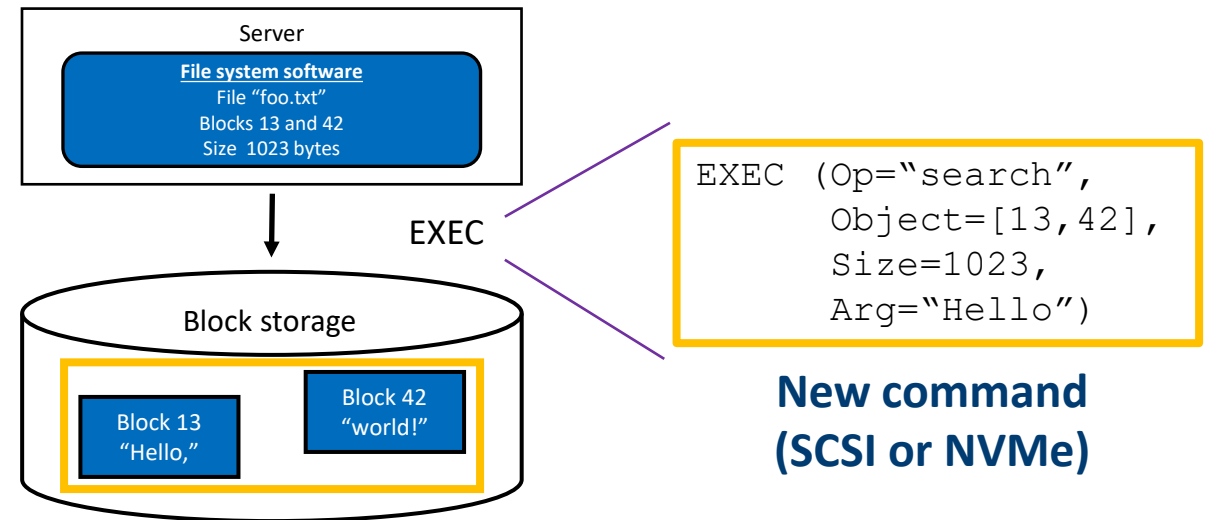 Server
File system software
File “foo.txt”
Blocks 13 and 42
Size 1023 bytes
EXEC
Block storage
Block 13
“Hello,”
Block 42
“world!”
EXEC (Op=“search”,
Object=[13,42],
Size=1023,
Arg=“Hello”)
New command
(SCSI or NVMe)